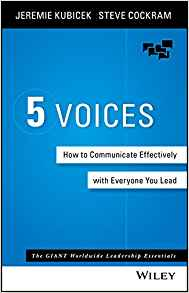 JEREMIE KUBICEK STEVE COCKRAM
5 VOICES
How to Communicate Effectively
with Everyone You Lead
The GIANT Worldwide Leadership Essentials
WILEY